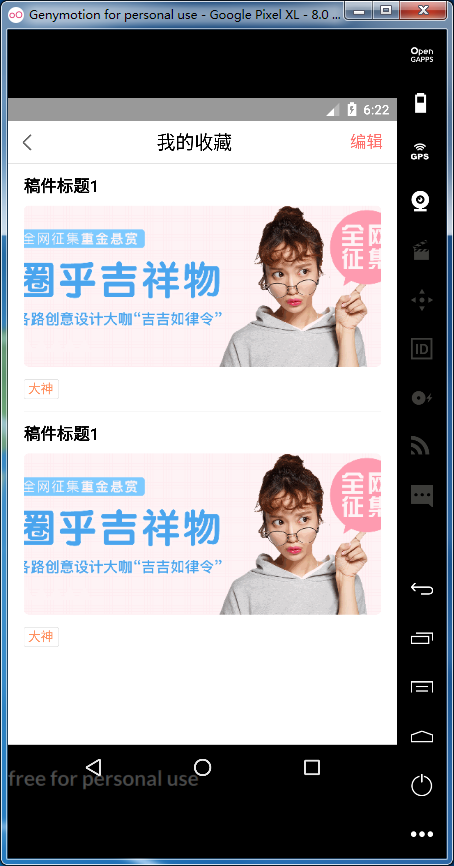 Genymotion for personal use - Google Pixel XL - 8.0 ...
Open
GAPPS
6:22
我的收藏
编辑
GPS
稿件标题1
全网征集重金悬赏
圈乎吉祥物
各路创意设计大咖“吉吉如律令”
全网
征集
大神
ID
稿件标题1
全网征集重金悬赏
圈乎吉祥物
各路创意设计大咖“吉吉如律令”
全网
征集
大神
free for personal use